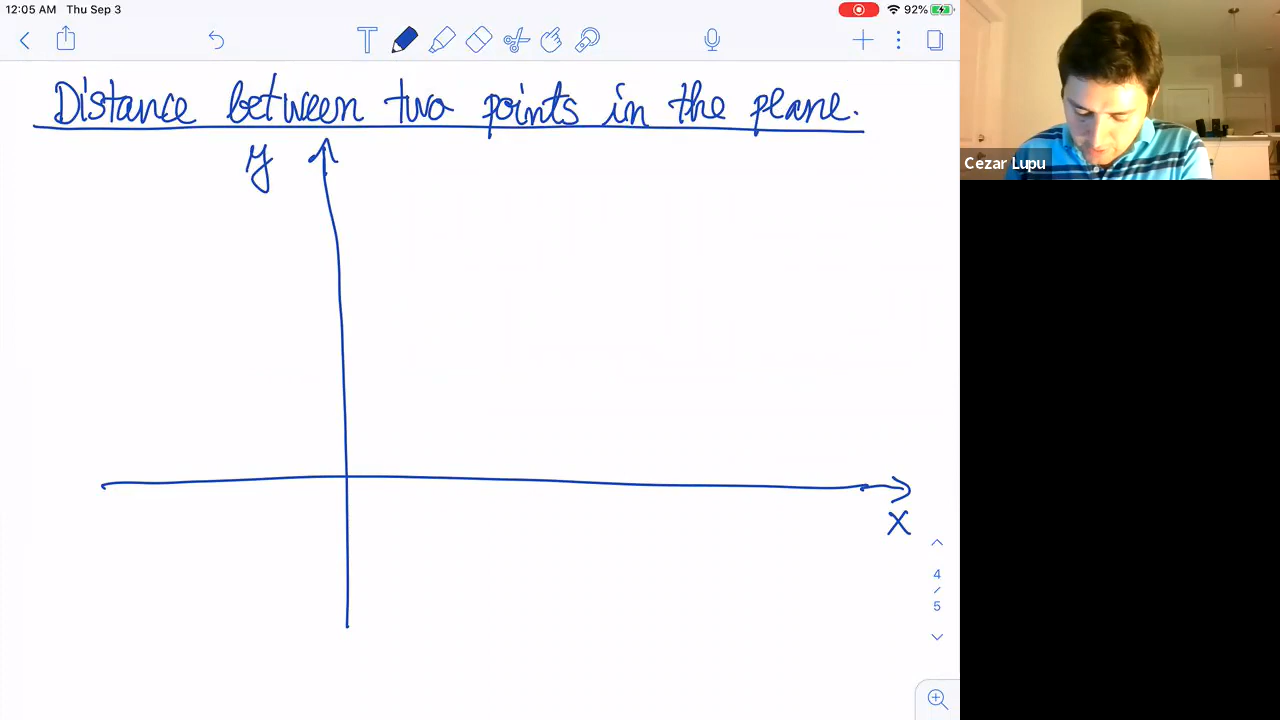 12:05 AM Thu Sep 3
92%
T
Distance between two points in the plane.
y
Cezar Lupu
x
4
/
5